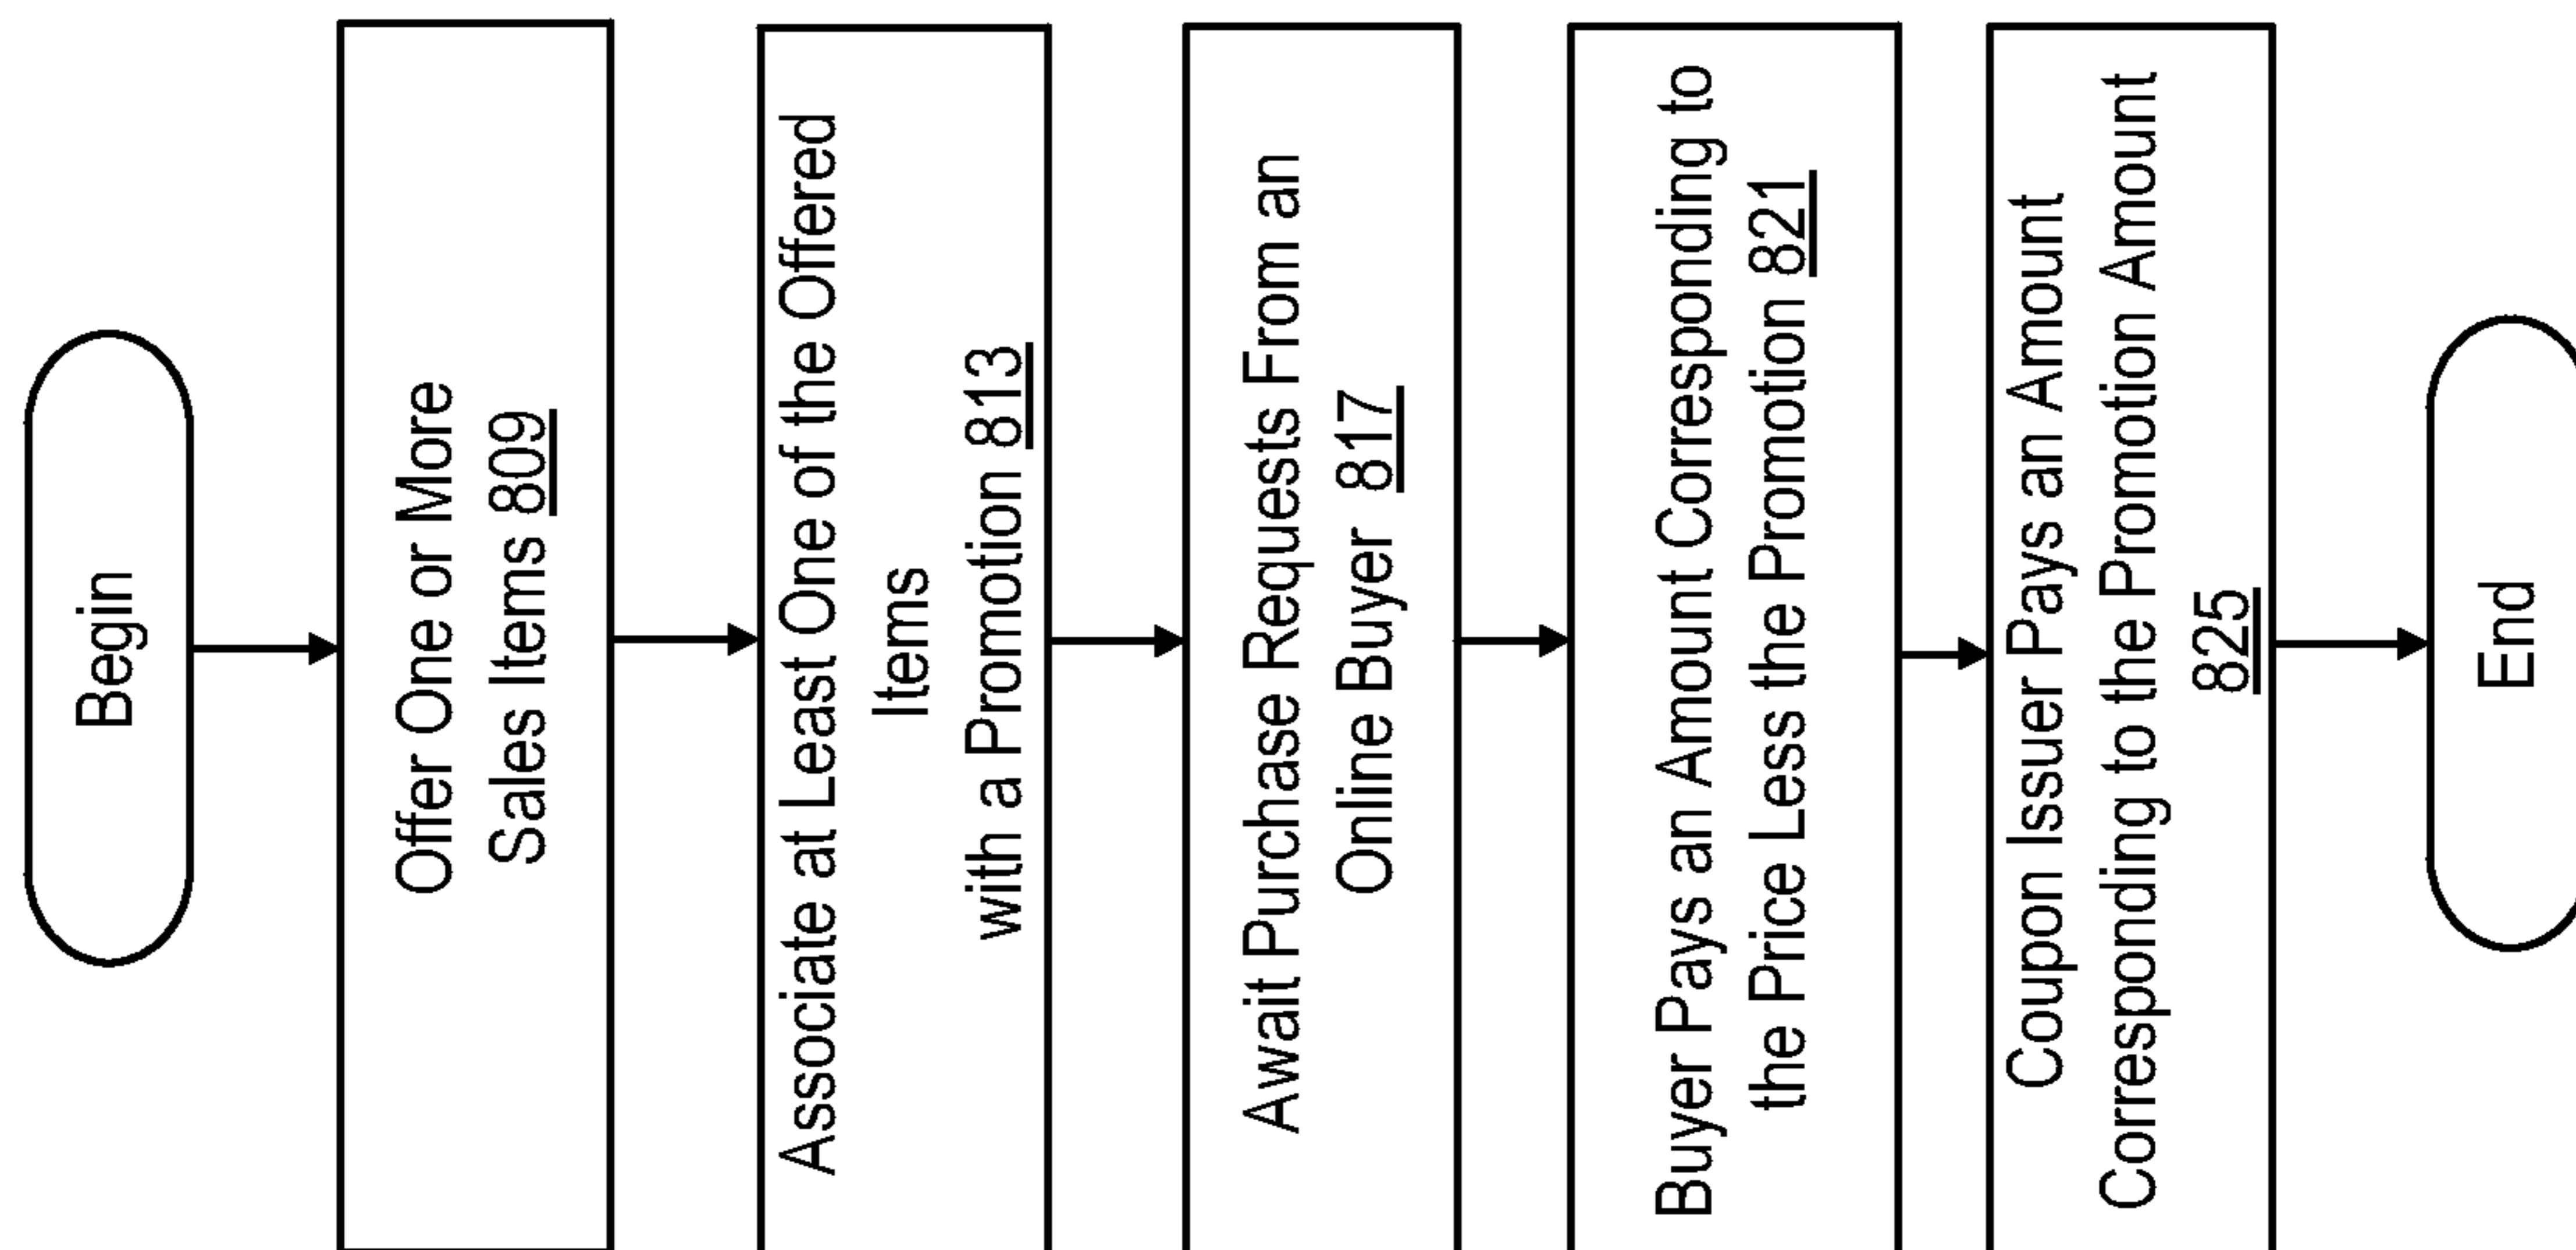 Begin
Offer One or More
Sales Items 809
Associate at Least One of the Offered
Items
with a Promotion 813
Await Purchase Requests From an
Online Buyer 817
Buyer Pays an Amount Corresponding to
the Price Less the Promotion 821
Coupon Issuer Pays an Amount
Corresponding to the Promotion Amount
825
End